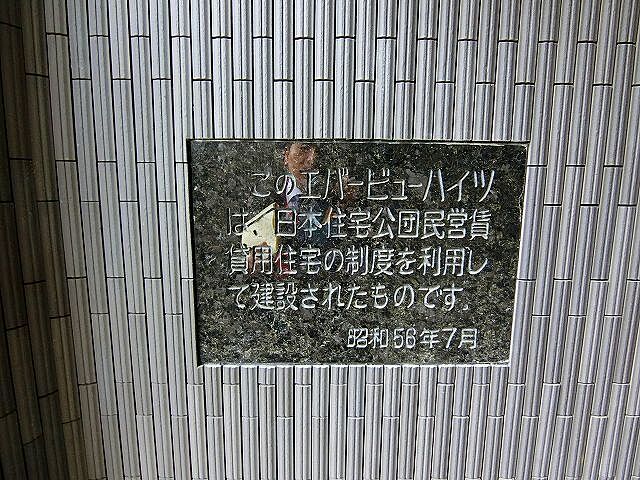 このエバービューハイツ
は、日本住宅公団民営賃
貸用住宅の制度を利用し
て建設されたものです。
昭和56年7月